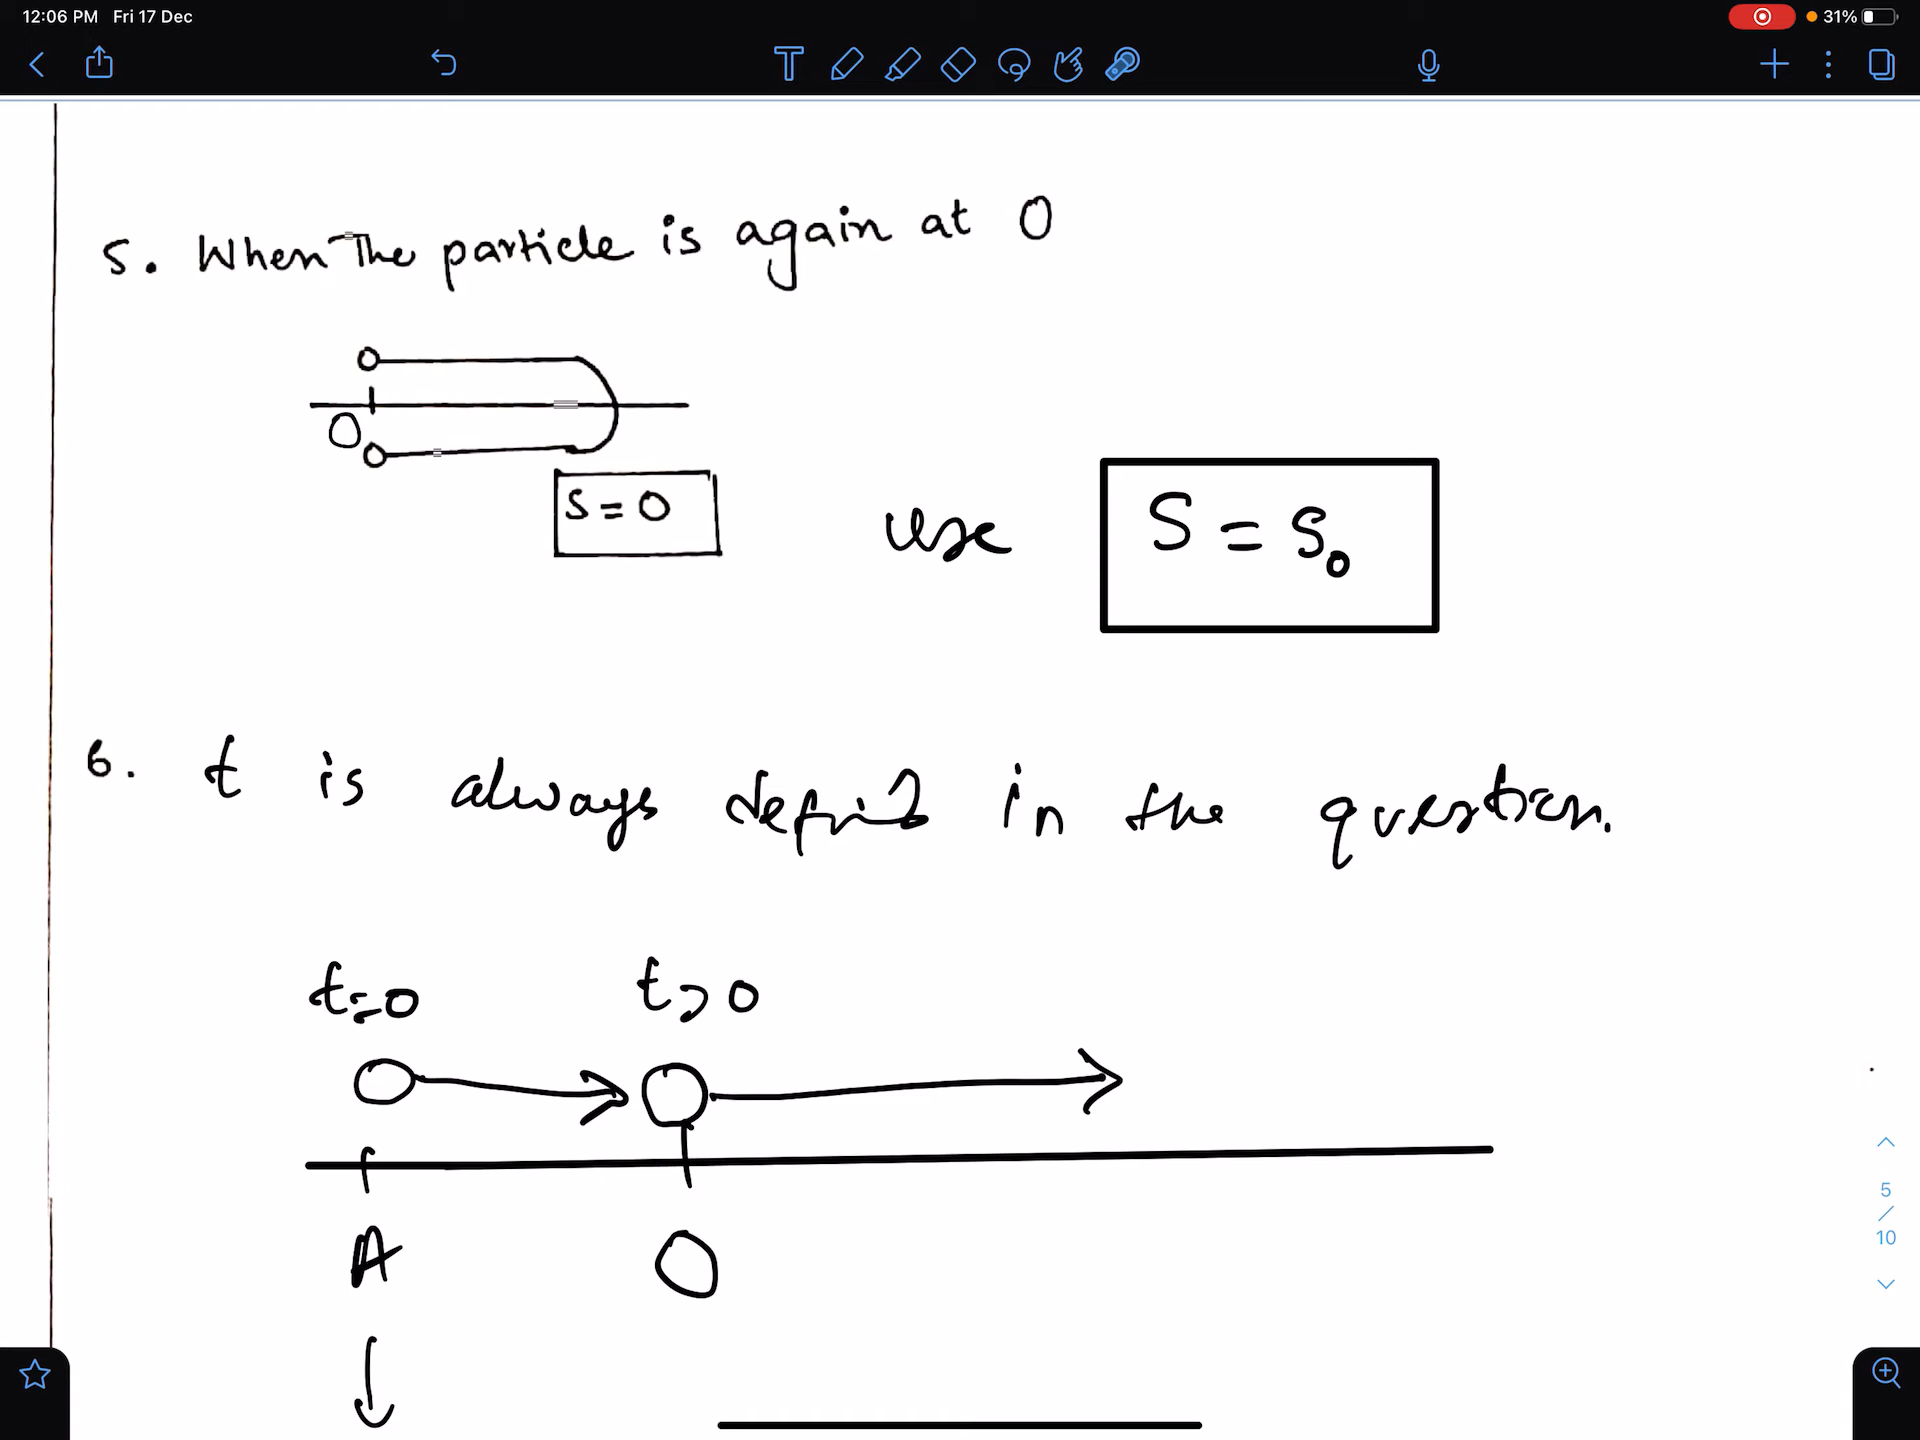 12:06 PM Fri 17 Dec
31%
T
5. When The particle is again at O
O
S = 0
use
S = S₀
6. t is always defined in the question.
t=0 t>0
A O
5
/
10